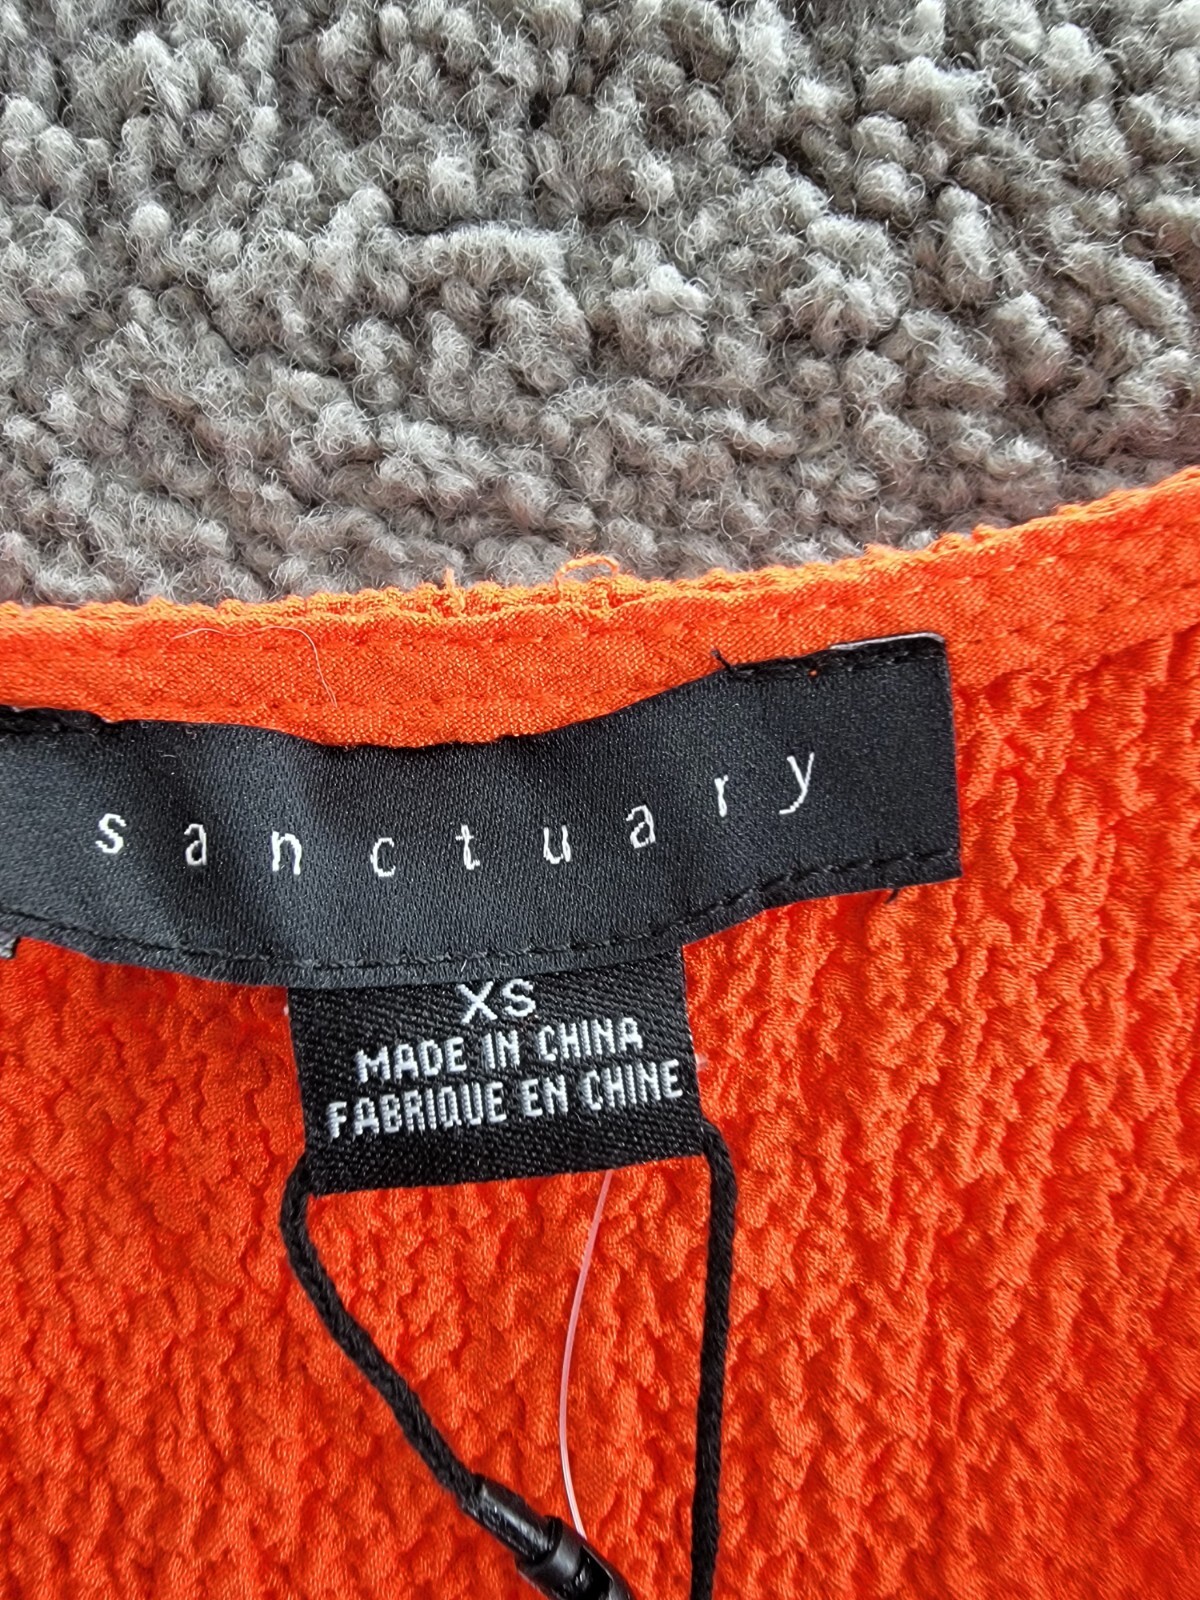 sanctuary
XS
MADE IN CHINA
FABRIQUE EN CHINE